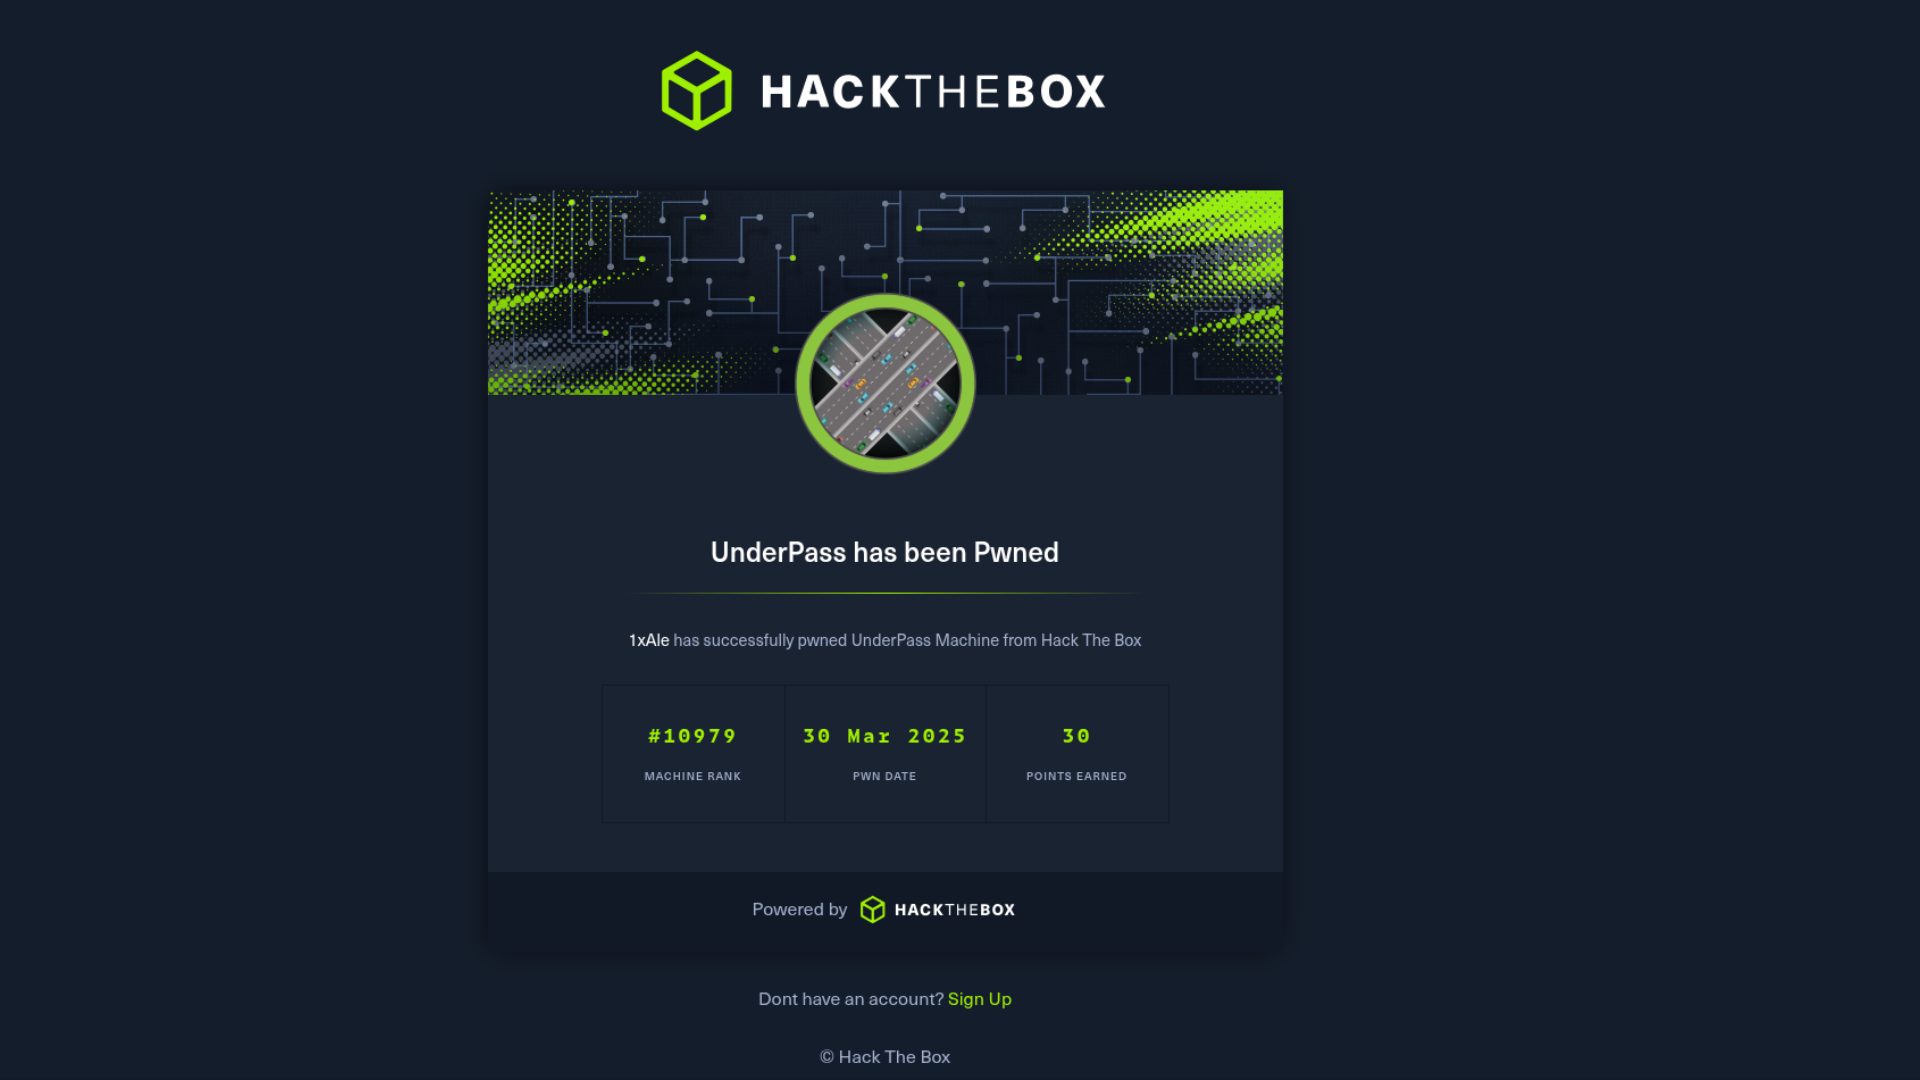 HACKTHEBOX
UnderPass has been Pwned
1xAle has successfully pwned UnderPass Machine from Hack The Box
#10979 30 Mar 2025 30
MACHINE RANK PWN DATE POINTS EARNED
Powered by HACKTHEBOX
Dont have an account? Sign Up
© Hack The Box